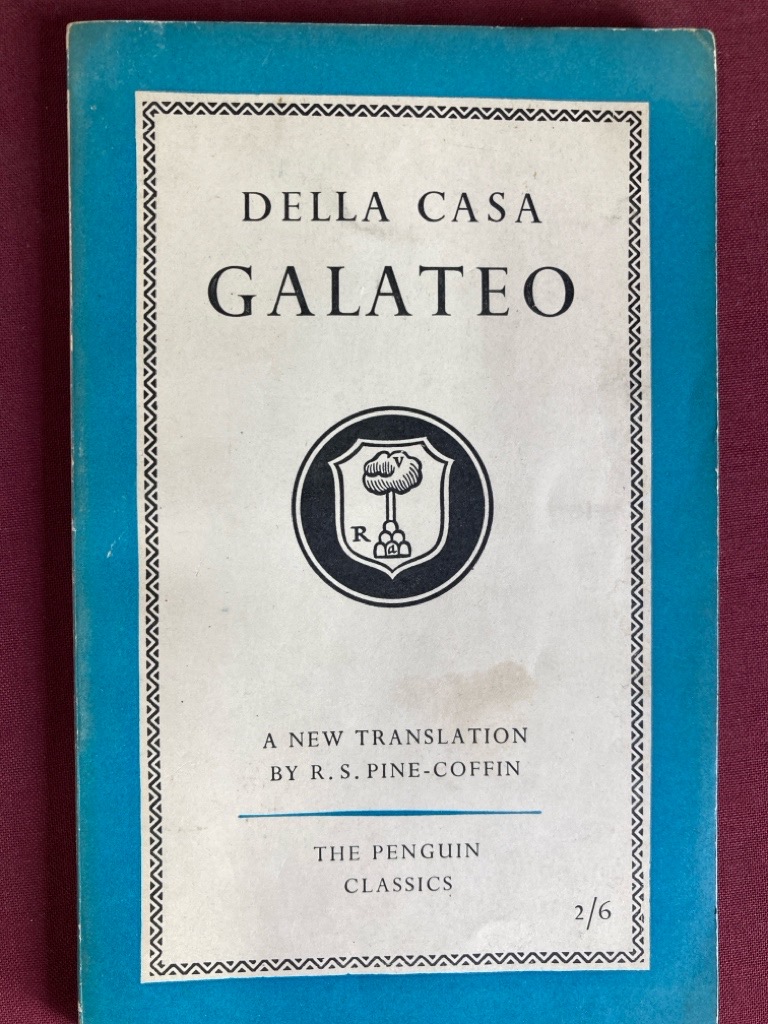 DELLA CASA
GALATEO
V
R
a
A NEW TRANSLATION
BY R. S. PINE-COFFIN
THE PENGUIN
CLASSICS
2/6